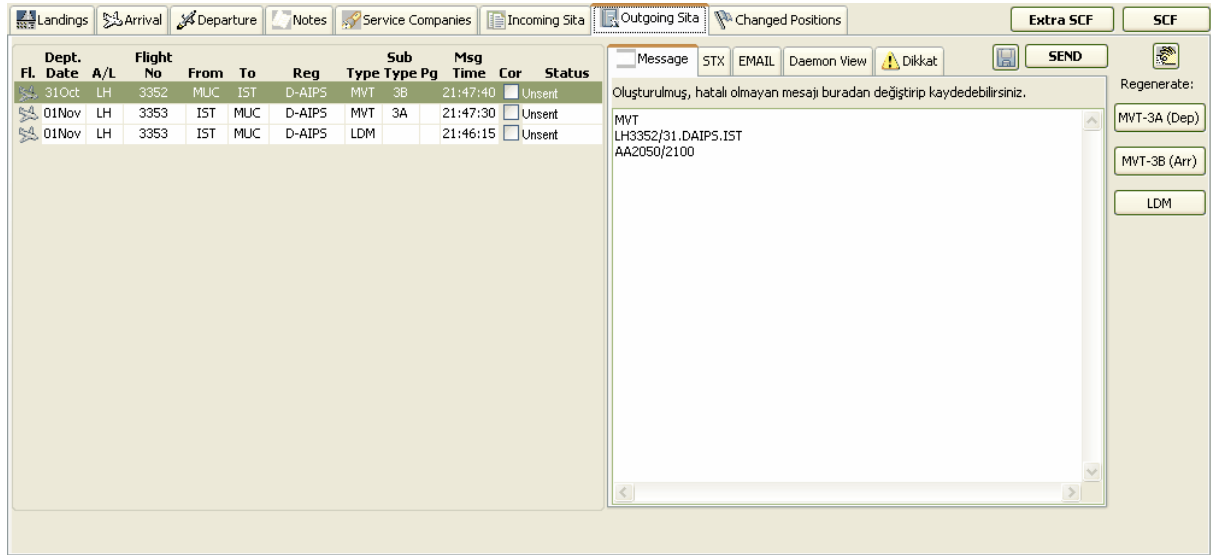 Landings Arrival Departure Notes Service Companies Incoming Sita Outgoing Sita Changed Positions Extra SCF SCF
Dept. Flight Sub Msg
Fl. Date A/L No From To Reg Type Type Pg Time Cor Status
31Oct LH 3352 MUC IST D-AIPS MVT 3B 21:47:40 Unsent
01Nov LH 3353 IST MUC D-AIPS MVT 3A 21:47:30 Unsent
01Nov LH 3353 IST MUC D-AIPS LDM 21:46:15 Unsent
Message STX EMAIL Daemon View Dikkat SEND
Oluşturulmuş, hatalı olmayan mesajı buradan değiştirip kaydedebilirsiniz.
MVT
LH3352/31.DAIPS.IST
AA2050/2100
Regenerate:
MVT-3A (Dep)
MVT-3B (Arr)
LDM